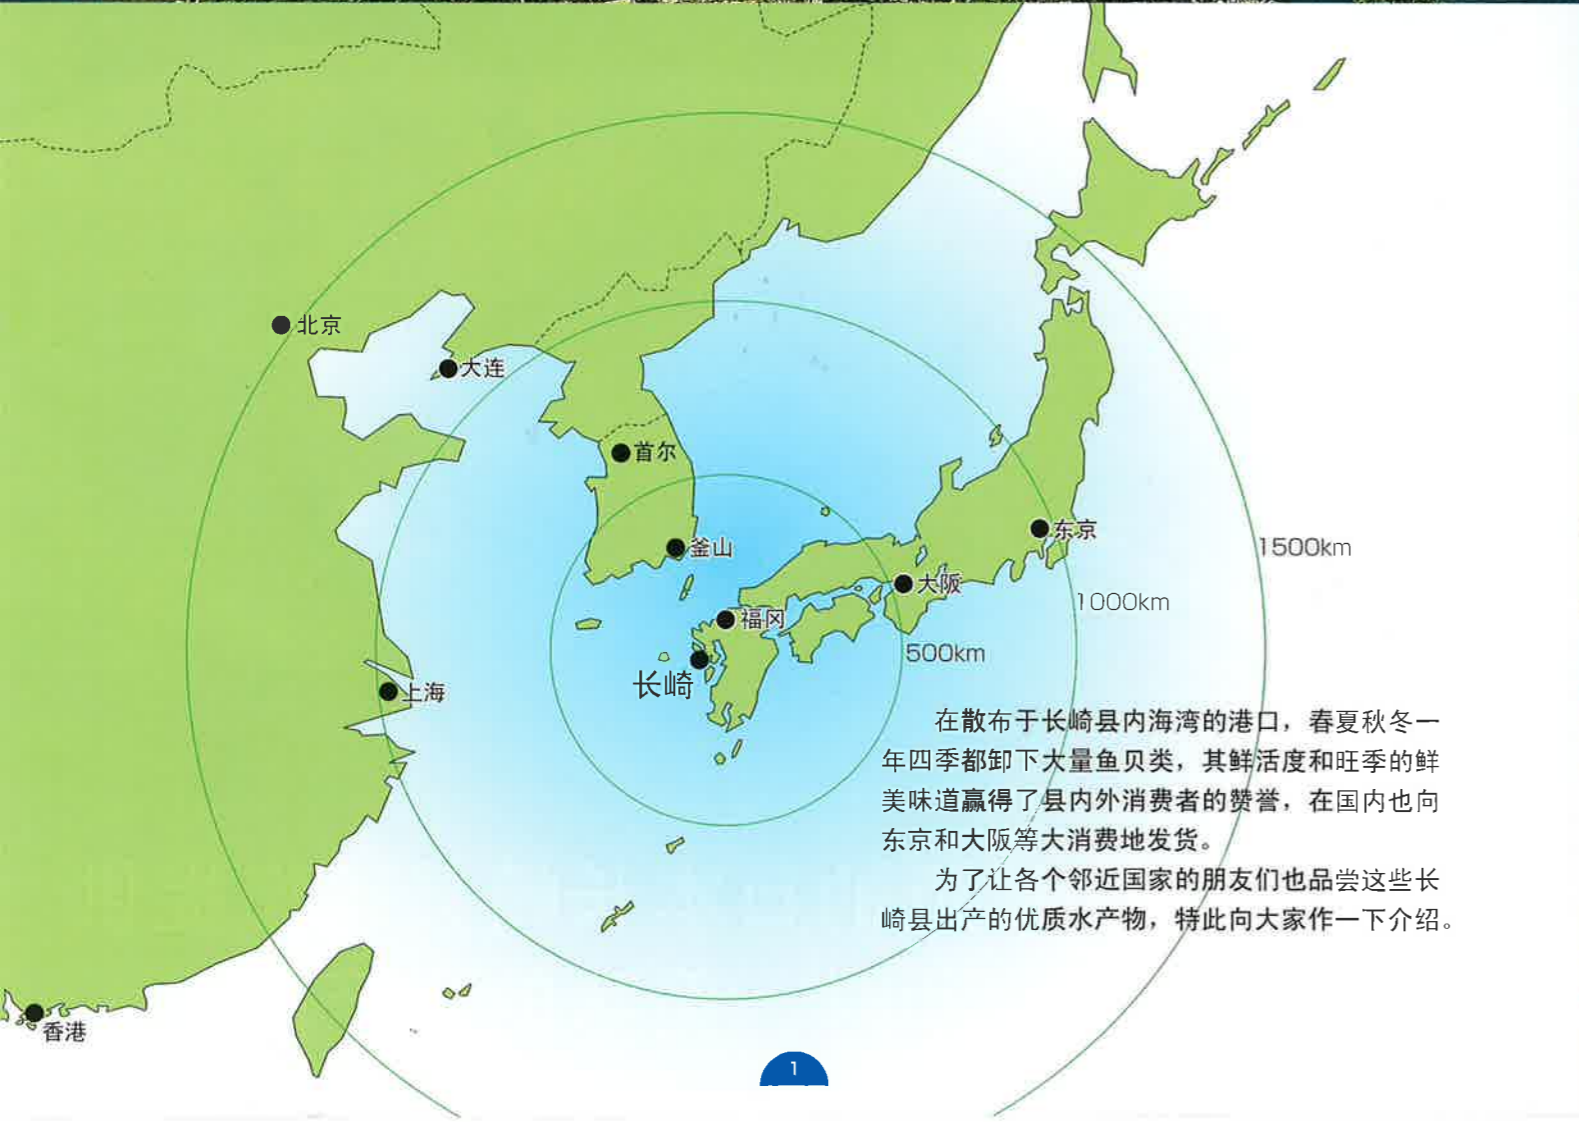 北京
大连
首尔
釜山
东京
1500km
大阪
1000km
福冈
500km
长崎
上海
在散布于长崎县内海湾的港口，春夏秋冬一
年四季都卸下大量鱼贝类，其鲜活度和旺季的鲜
美味道赢得了县内外消费者的赞誉，在国内也向
东京和大阪等大消费地发货。
为了让各个邻近国家的朋友们也品尝这些长
崎县出产的优质水产物，特此向大家作一下介绍。
香港
1